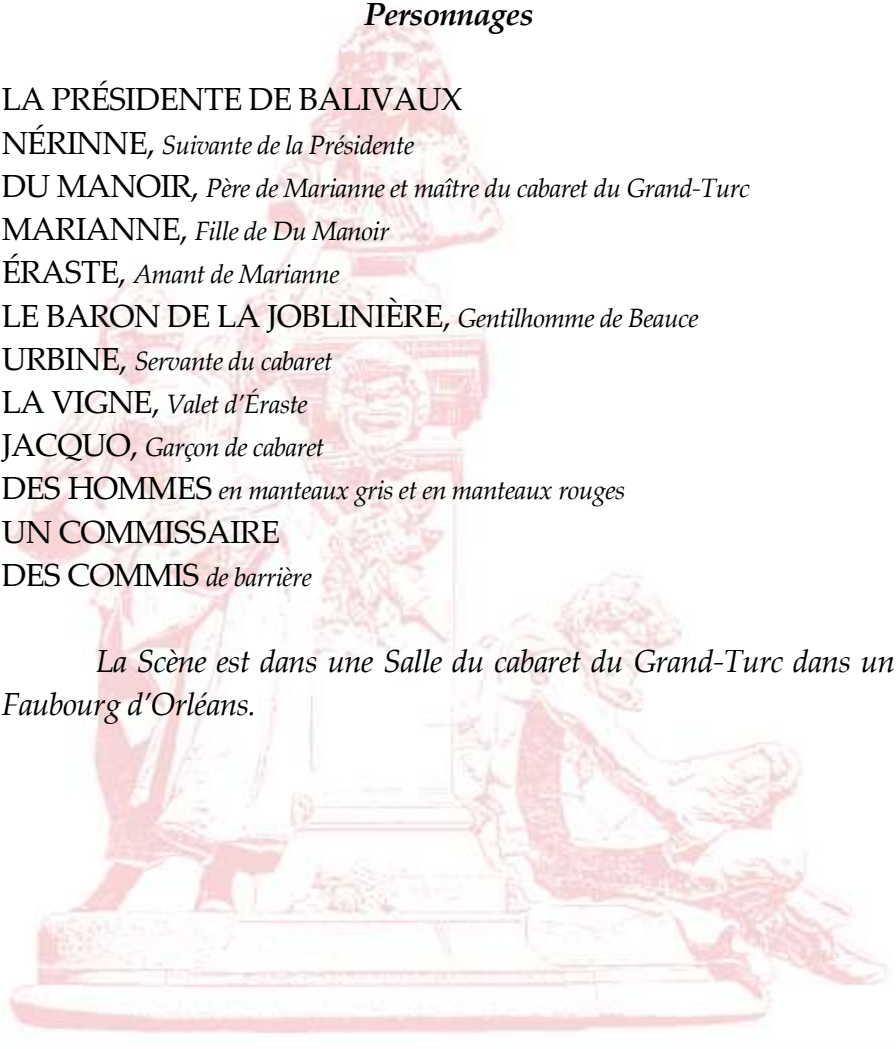 Personnages
LA PRÉSIDENTE DE BALIVAUX
NÉRINNE, Suivante de la Présidente
DU MANOIR, Père de Marianne et maître du cabaret du Grand-Turc
MARIANNE, Fille de Du Manoir
ÉRASTE, Amant de Marianne
LE BARON DE LA JOBLINIÈRE, Gentilhomme de Beauce
URBINE, Servante du cabaret
LA VIGNE, Valet d’Éraste
JACQUO, Garçon de cabaret
DES HOMMES en manteaux gris et en manteaux rouges
UN COMMISSAIRE
DES COMMIS de barrière
La Scène est dans une Salle du cabaret du Grand-Turc dans un
Faubourg d’Orléans.